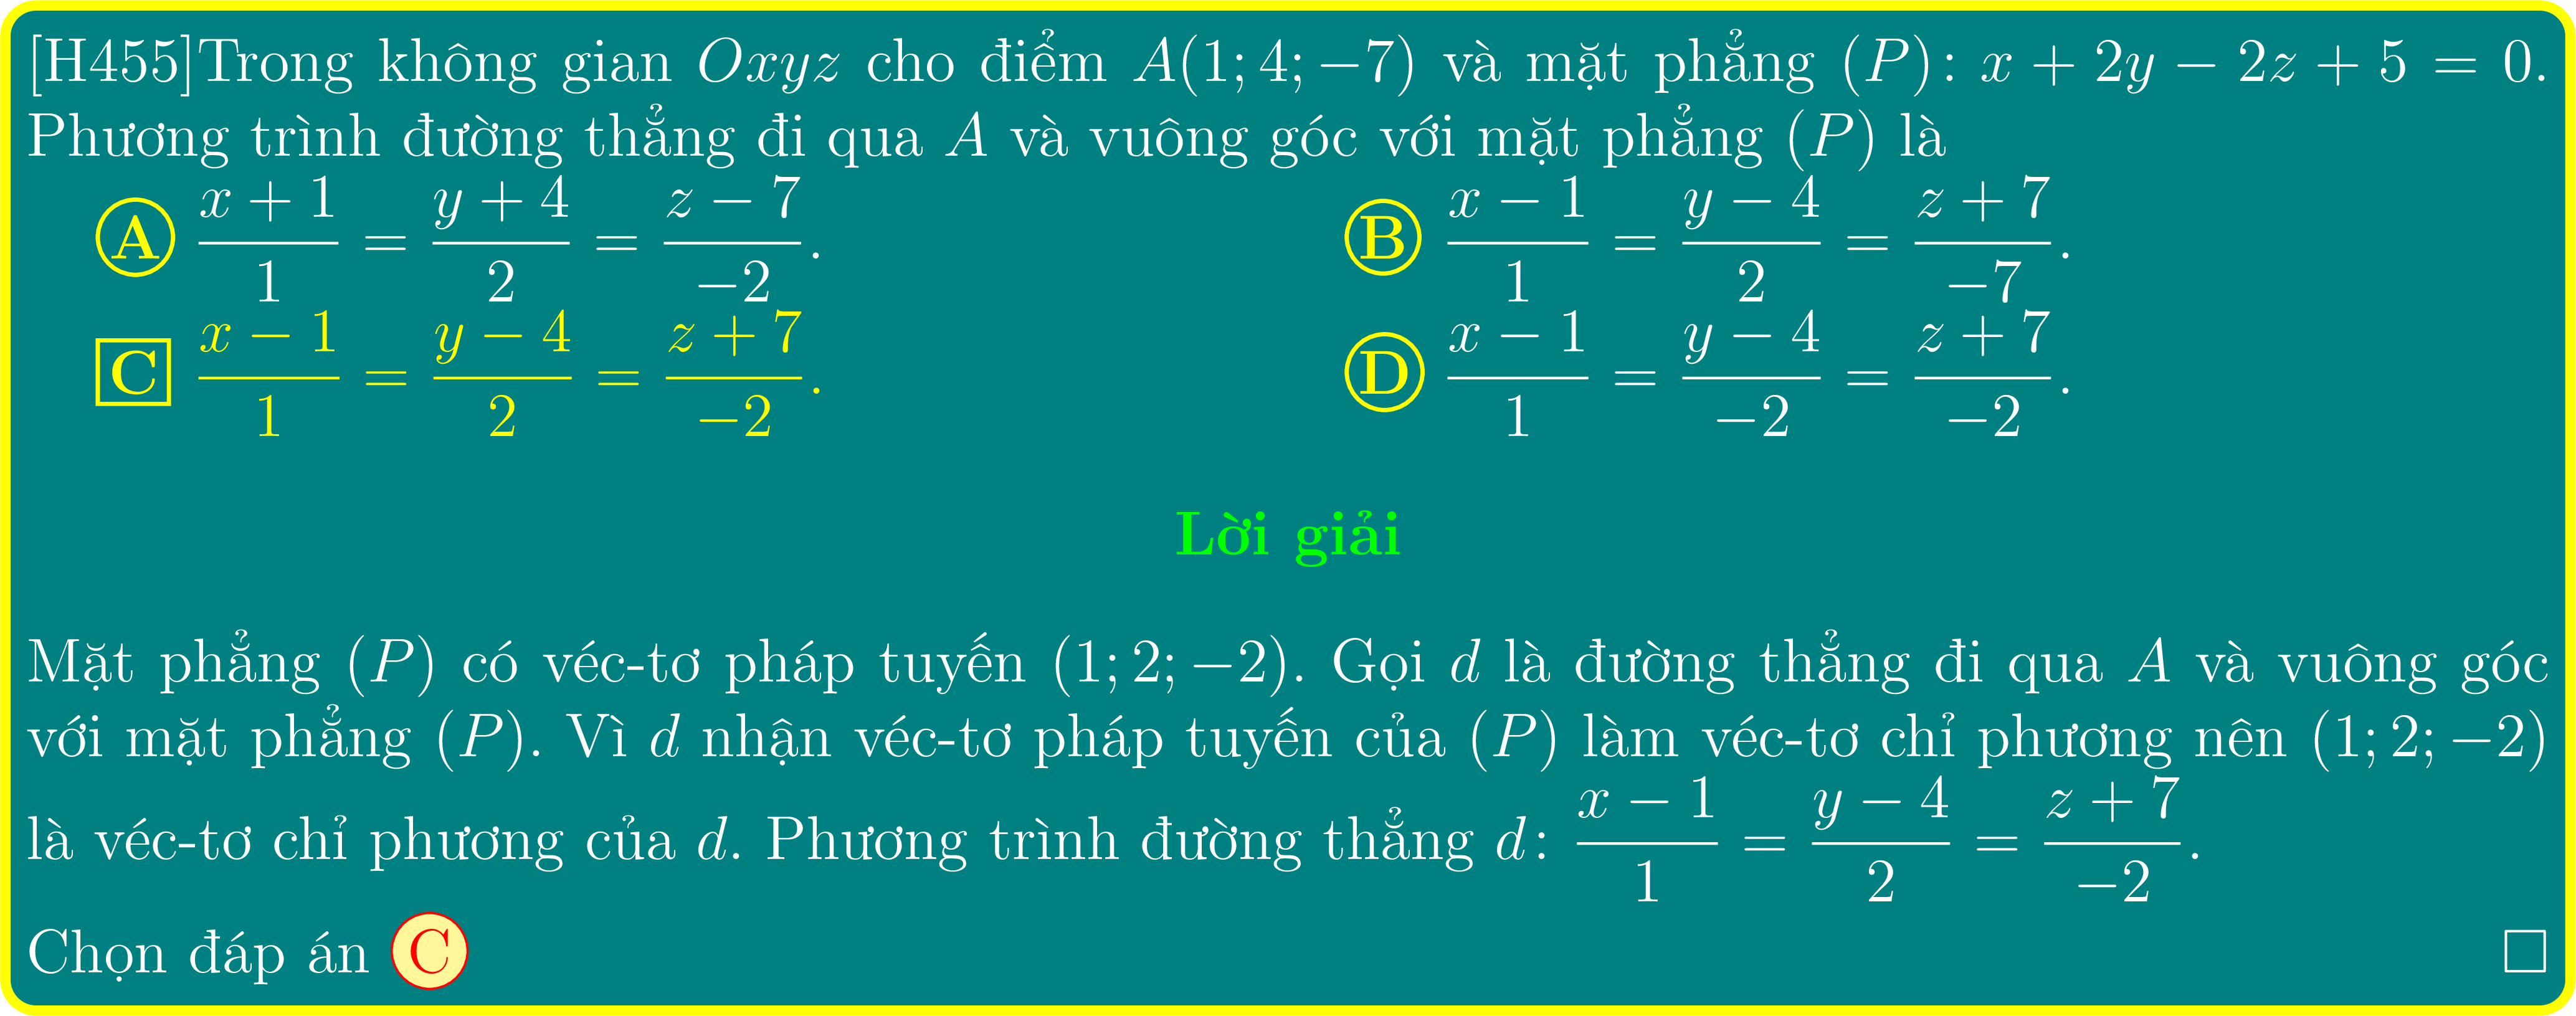 [H455]Trong không gian Oxyz cho điểm A(1; 4; −7) và mặt phẳng (P): x + 2y − 2z + 5 = 0.
Phương trình đường thẳng đi qua A và vuông góc với mặt phẳng (P) là
A $\frac{x+1}{1} = \frac{y+4}{2} = \frac{z-7}{-2}$. B $\frac{x-1}{1} = \frac{y-4}{2} = \frac{z+7}{-7}$.
C $\frac{x-1}{1} = \frac{y-4}{2} = \frac{z+7}{-2}$. D $\frac{x-1}{1} = \frac{y-4}{-2} = \frac{z+7}{-2}$.
Lời giải
Mặt phẳng (P) có véc-tơ pháp tuyến (1; 2; −2). Gọi d là đường thẳng đi qua A và vuông góc
với mặt phẳng (P). Vì d nhận véc-tơ pháp tuyến của (P) làm véc-tơ chỉ phương nên (1; 2; −2)
là véc-tơ chỉ phương của d. Phương trình đường thẳng d: $\frac{x-1}{1} = \frac{y-4}{2} = \frac{z+7}{-2}$.
Chọn đáp án C □